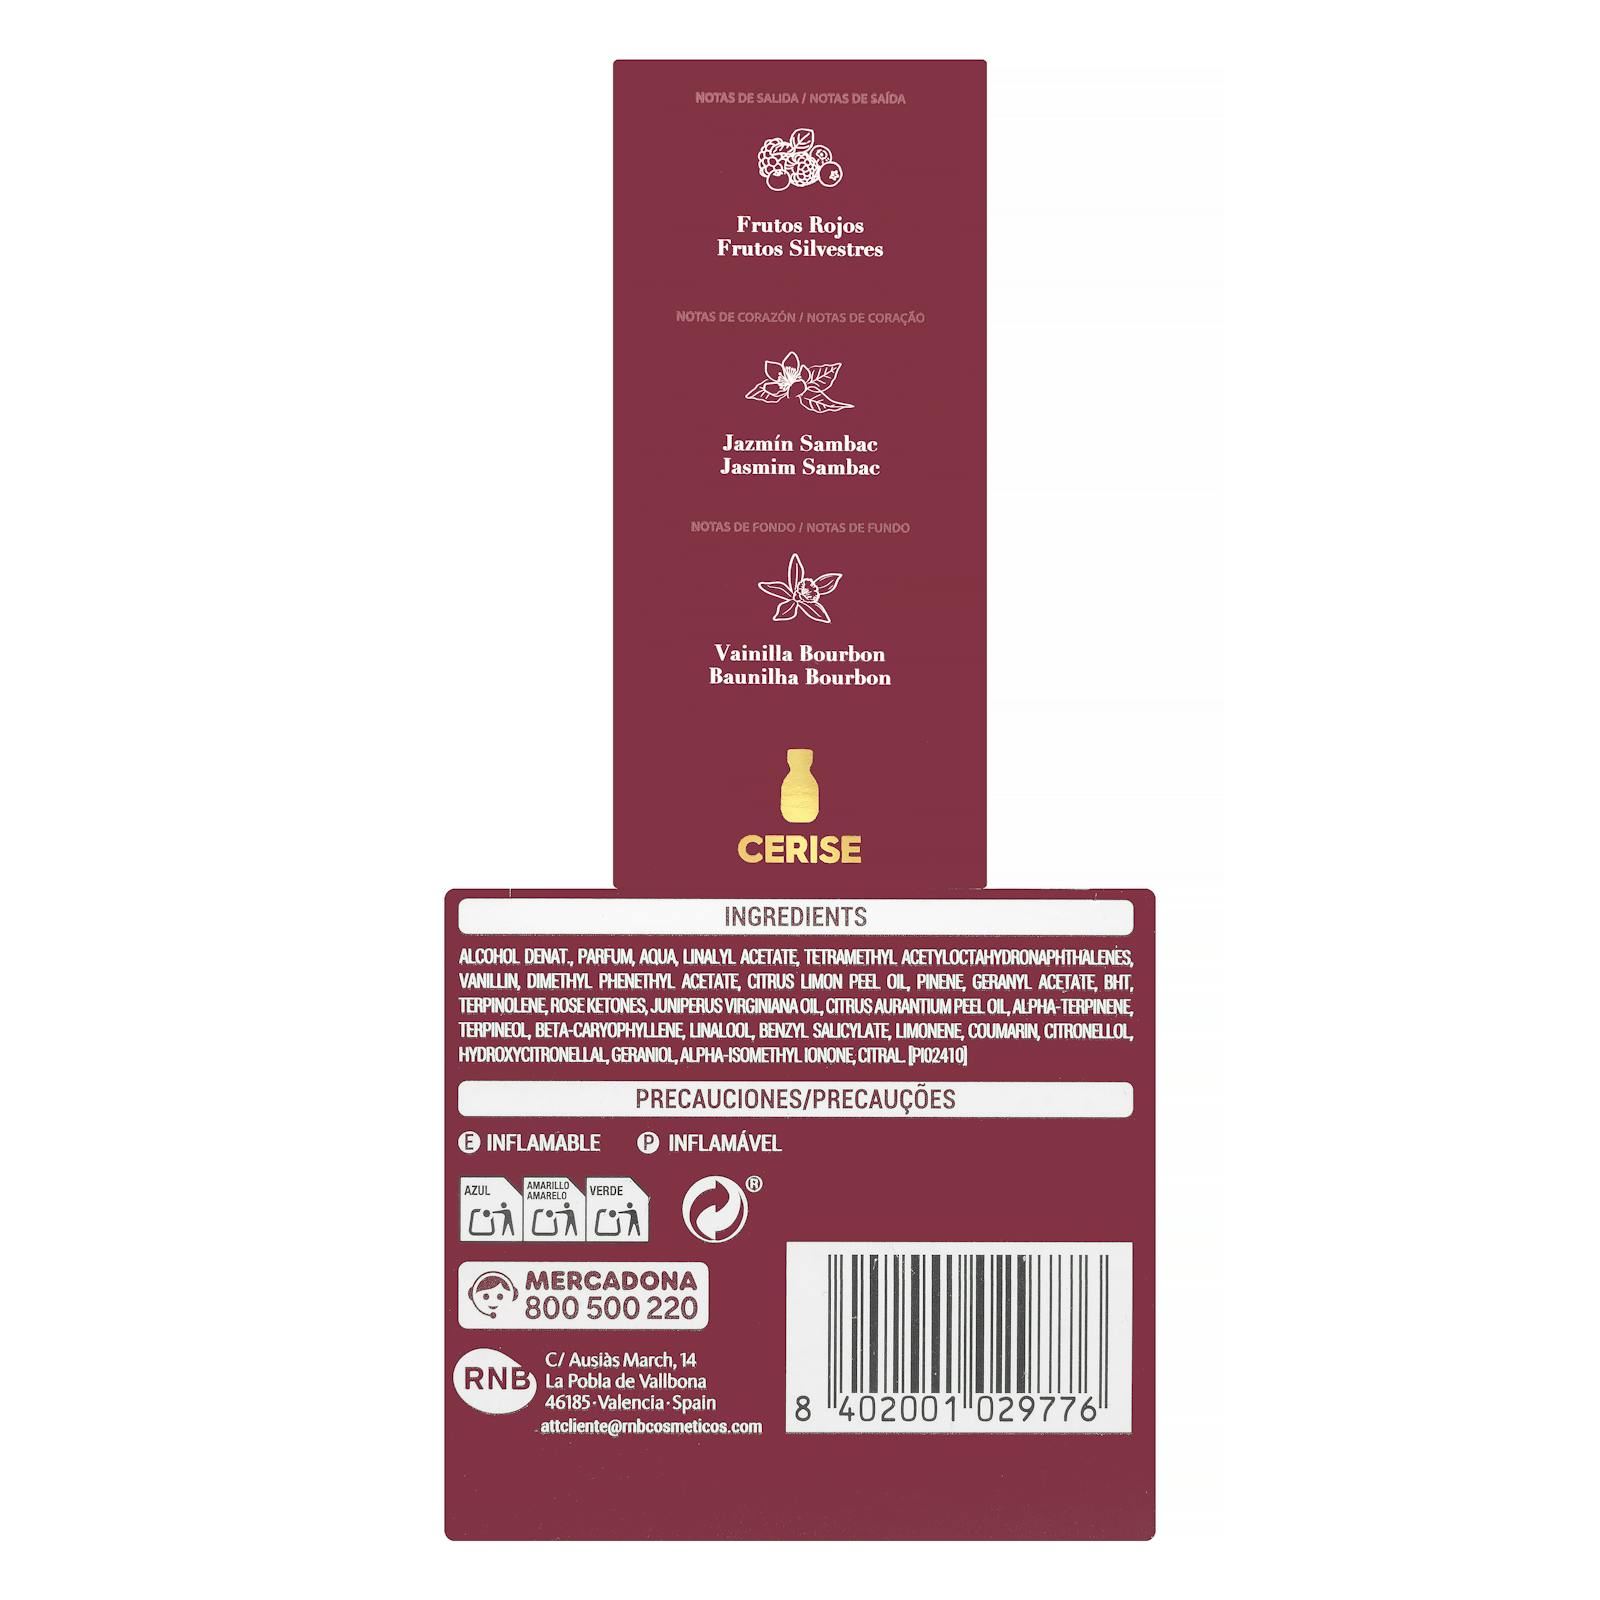 NOTAS DE SALIDA / NOTAS DE SAÍDA
Frutos Rojos
Frutos Silvestres
NOTAS DE CORAZÓN / NOTAS DE CORAÇÃO
Jazmín Sambac
Jasmim Sambac
NOTAS DE FONDO / NOTAS DE FUNDO
Vainilla Bourbon
Baunilha Bourbon
CERISE
INGREDIENTS
ALCOHOL DENAT., PARFUM, AQUA, LINALYL ACETATE, TETRAMETHYL ACETYLOCTAHYDRONAPHTHALENES,
VANILLIN, DIMETHYL PHENETHYL ACETATE, CITRUS LIMON PEEL OIL, PINENE, GERANYL ACETATE, BHT,
TERPINOLENE, ROSE KETONES, JUNIPERUS VIRGINIANA OIL, CITRUS AURANTIUM PEEL OIL, ALPHA-TERPINENE,
TERPINEOL, BETA-CARYOPHYLLENE, LINALOOL, BENZYL SALICYLATE, LIMONENE, COUMARIN, CITRONELLOL,
HYDROXYCITRONELLAL, GERANIOL, ALPHA-ISOMETHYL IONONE, CITRAL. [PI02410]
PRECAUCIONES/PRECAUÇÕES
E INFLAMABLE P INFLAMÁVEL
AZUL AMARILLO AMARELO VERDE ®
MERCADONA
800 500 220
RNB
C/ Ausiàs March, 14
La Pobla de Vallbona
46185·Valencia·Spain
attcliente@rnbcosmeticos.com
8 402001 029776